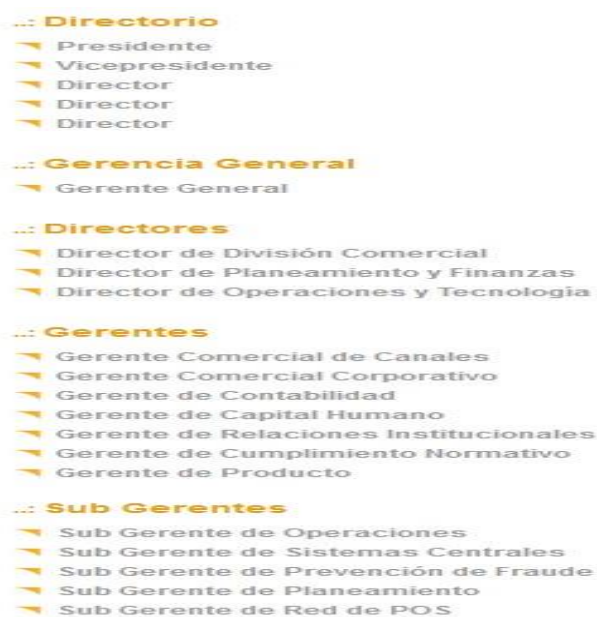 ..: Directorio
Presidente
Vicepresidente
Director
Director
Director
..: Gerencia General
Gerente General
..: Directores
Director de División Comercial
Director de Planeamiento y Finanzas
Director de Operaciones y Tecnología
..: Gerentes
Gerente Comercial de Canales
Gerente Comercial Corporativo
Gerente de Contabilidad
Gerente de Capital Humano
Gerente de Relaciones Institucionales
Gerente de Cumplimiento Normativo
Gerente de Producto
..: Sub Gerentes
Sub Gerente de Operaciones
Sub Gerente de Sistemas Centrales
Sub Gerente de Prevención de Fraude
Sub Gerente de Planeamiento
Sub Gerente de Red de POS